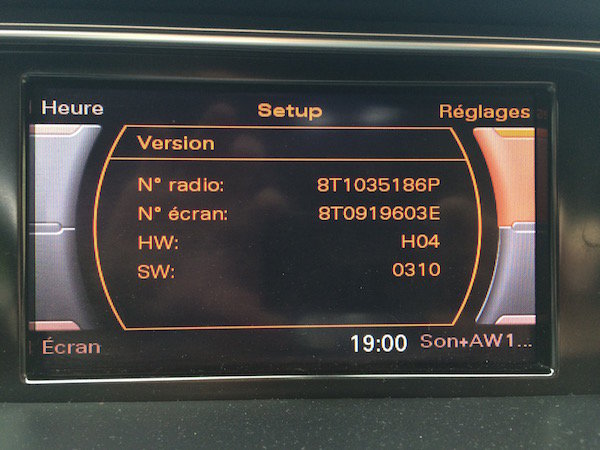 Heure Setup Réglages
Version
N° radio: 8T1035186P
N° écran: 8T0919603E
HW: H04
SW: 0310
Écran 19:00 Son+AW1...